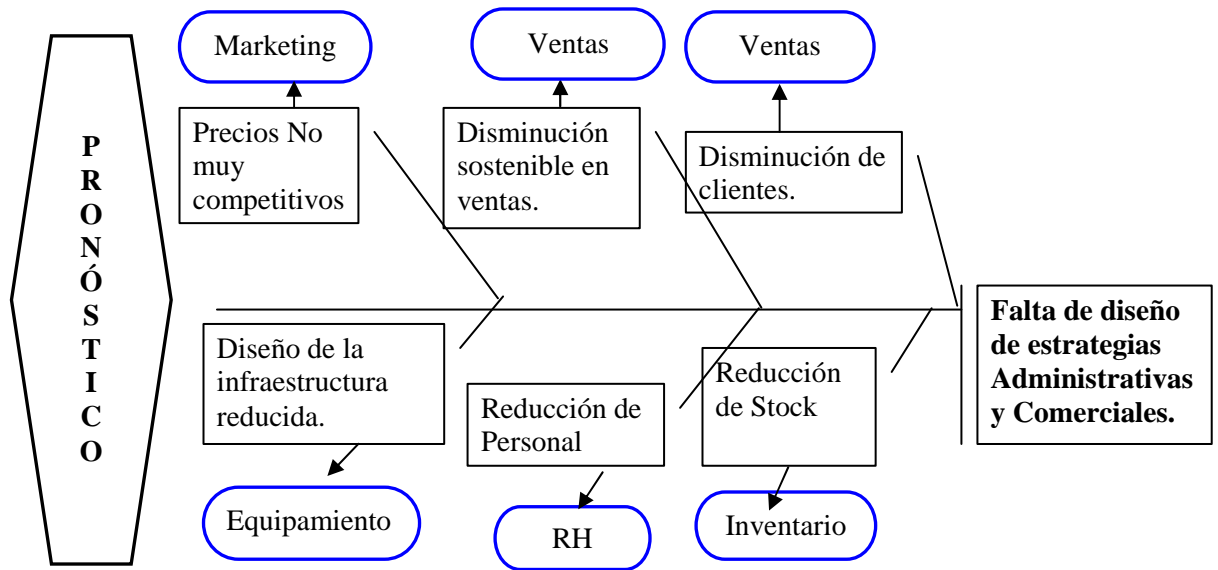 Marketing
Ventas
Ventas
PRONÓSTICO
Precios No
muy
competitivos
Disminución
sostenible en
ventas.
Disminución de
clientes.
Falta de diseño
de estrategias
Administrativas
y Comerciales.
Diseño de la
infraestructura
reducida.
Reducción de
Personal
Reducción
de Stock
Equipamiento
RH
Inventario